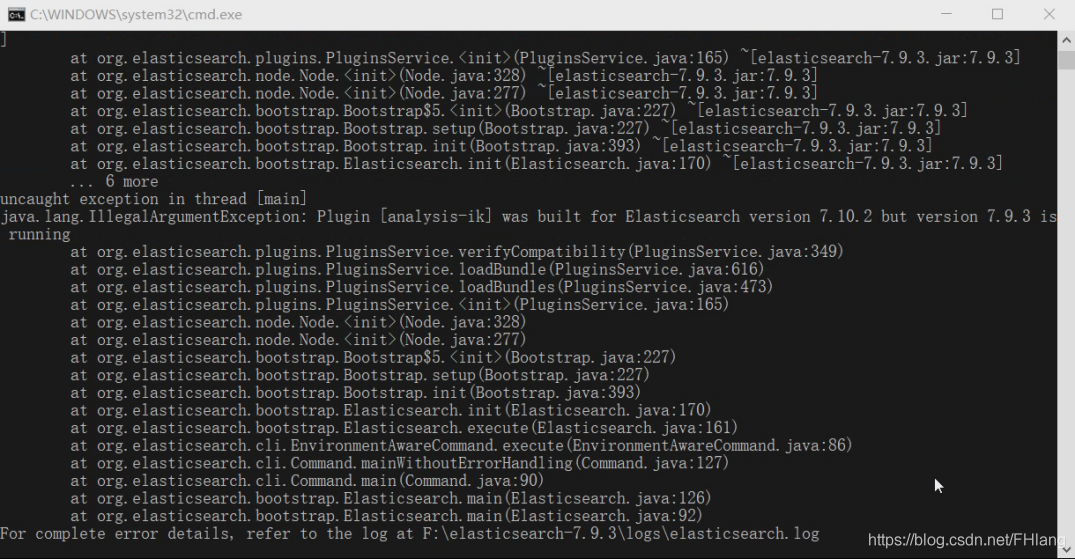 C:\WINDOWS\system32\cmd.exe
]
at org.elasticsearch.plugins.PluginsService.<init>(PluginsService.java:165) ~[elasticsearch-7.9.3.jar:7.9.3]
at org.elasticsearch.node.Node.<init>(Node.java:328) ~[elasticsearch-7.9.3.jar:7.9.3]
at org.elasticsearch.node.Node.<init>(Node.java:277) ~[elasticsearch-7.9.3.jar:7.9.3]
at org.elasticsearch.bootstrap.Bootstrap$5.<init>(Bootstrap.java:227) ~[elasticsearch-7.9.3.jar:7.9.3]
at org.elasticsearch.bootstrap.Bootstrap.setup(Bootstrap.java:227) ~[elasticsearch-7.9.3.jar:7.9.3]
at org.elasticsearch.bootstrap.Bootstrap.init(Bootstrap.java:393) ~[elasticsearch-7.9.3.jar:7.9.3]
at org.elasticsearch.bootstrap.Elasticsearch.init(Elasticsearch.java:170) ~[elasticsearch-7.9.3.jar:7.9.3]
... 6 more
uncaught exception in thread [main]
java.lang.IllegalArgumentException: Plugin [analysis-ik] was built for Elasticsearch version 7.10.2 but version 7.9.3 is
running
at org.elasticsearch.plugins.PluginsService.verifyCompatibility(PluginsService.java:349)
at org.elasticsearch.plugins.PluginsService.loadBundle(PluginsService.java:616)
at org.elasticsearch.plugins.PluginsService.loadBundles(PluginsService.java:473)
at org.elasticsearch.plugins.PluginsService.<init>(PluginsService.java:165)
at org.elasticsearch.node.Node.<init>(Node.java:328)
at org.elasticsearch.node.Node.<init>(Node.java:277)
at org.elasticsearch.bootstrap.Bootstrap$5.<init>(Bootstrap.java:227)
at org.elasticsearch.bootstrap.Bootstrap.setup(Bootstrap.java:227)
at org.elasticsearch.bootstrap.Bootstrap.init(Bootstrap.java:393)
at org.elasticsearch.bootstrap.Elasticsearch.init(Elasticsearch.java:170)
at org.elasticsearch.bootstrap.Elasticsearch.execute(Elasticsearch.java:161)
at org.elasticsearch.cli.EnvironmentAwareCommand.execute(EnvironmentAwareCommand.java:86)
at org.elasticsearch.cli.Command.mainWithoutErrorHandling(Command.java:127)
at org.elasticsearch.cli.Command.main(Command.java:90)
at org.elasticsearch.bootstrap.Elasticsearch.main(Elasticsearch.java:126)
at org.elasticsearch.bootstrap.Elasticsearch.main(Elasticsearch.java:92)
For complete error details, refer to the log at F:\elasticsearch-7.9.3\logs\elasticsearch.log
https://blog.csdn.net/FHlang